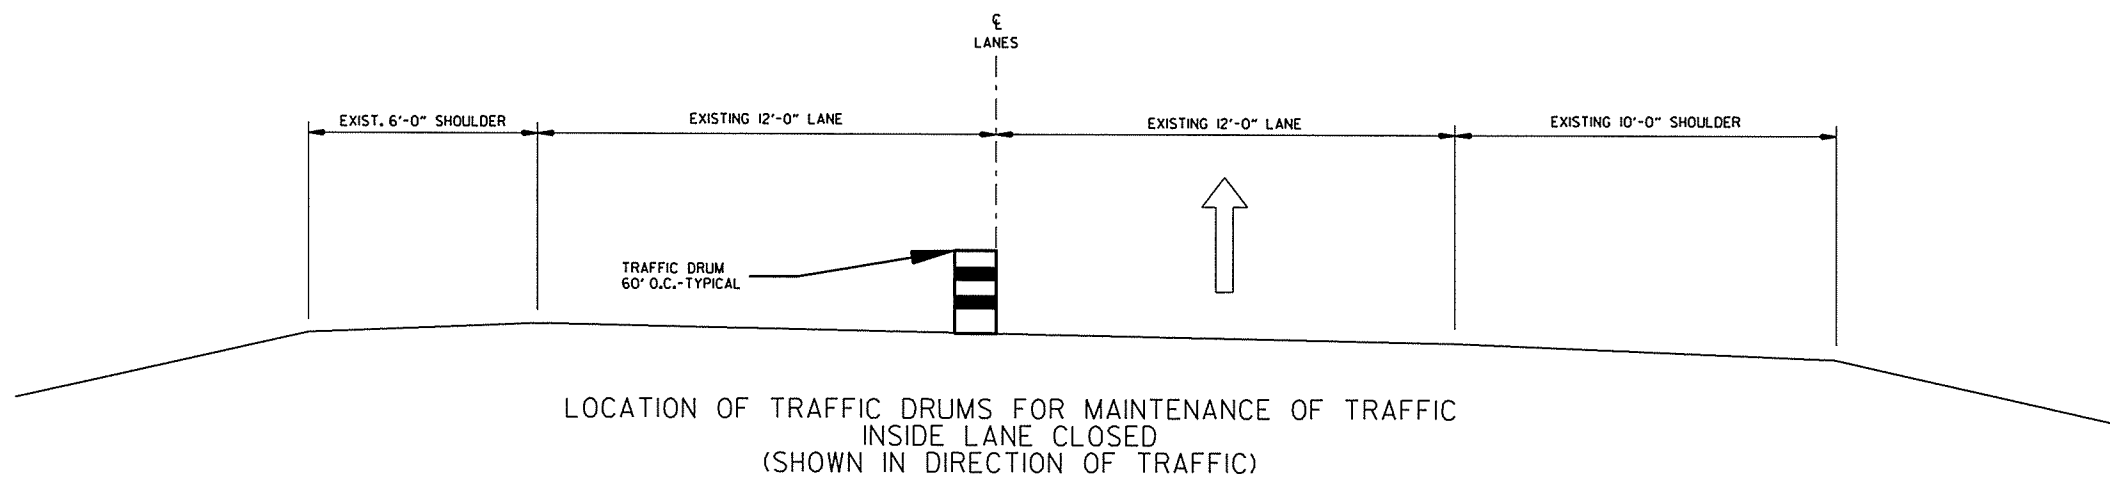 ℄
LANES
EXIST. 6'-0" SHOULDER
EXISTING 12'-0" LANE
EXISTING 12'-0" LANE
EXISTING 10'-0" SHOULDER
TRAFFIC DRUM
60' O.C.-TYPICAL
LOCATION OF TRAFFIC DRUMS FOR MAINTENANCE OF TRAFFIC
INSIDE LANE CLOSED
(SHOWN IN DIRECTION OF TRAFFIC)